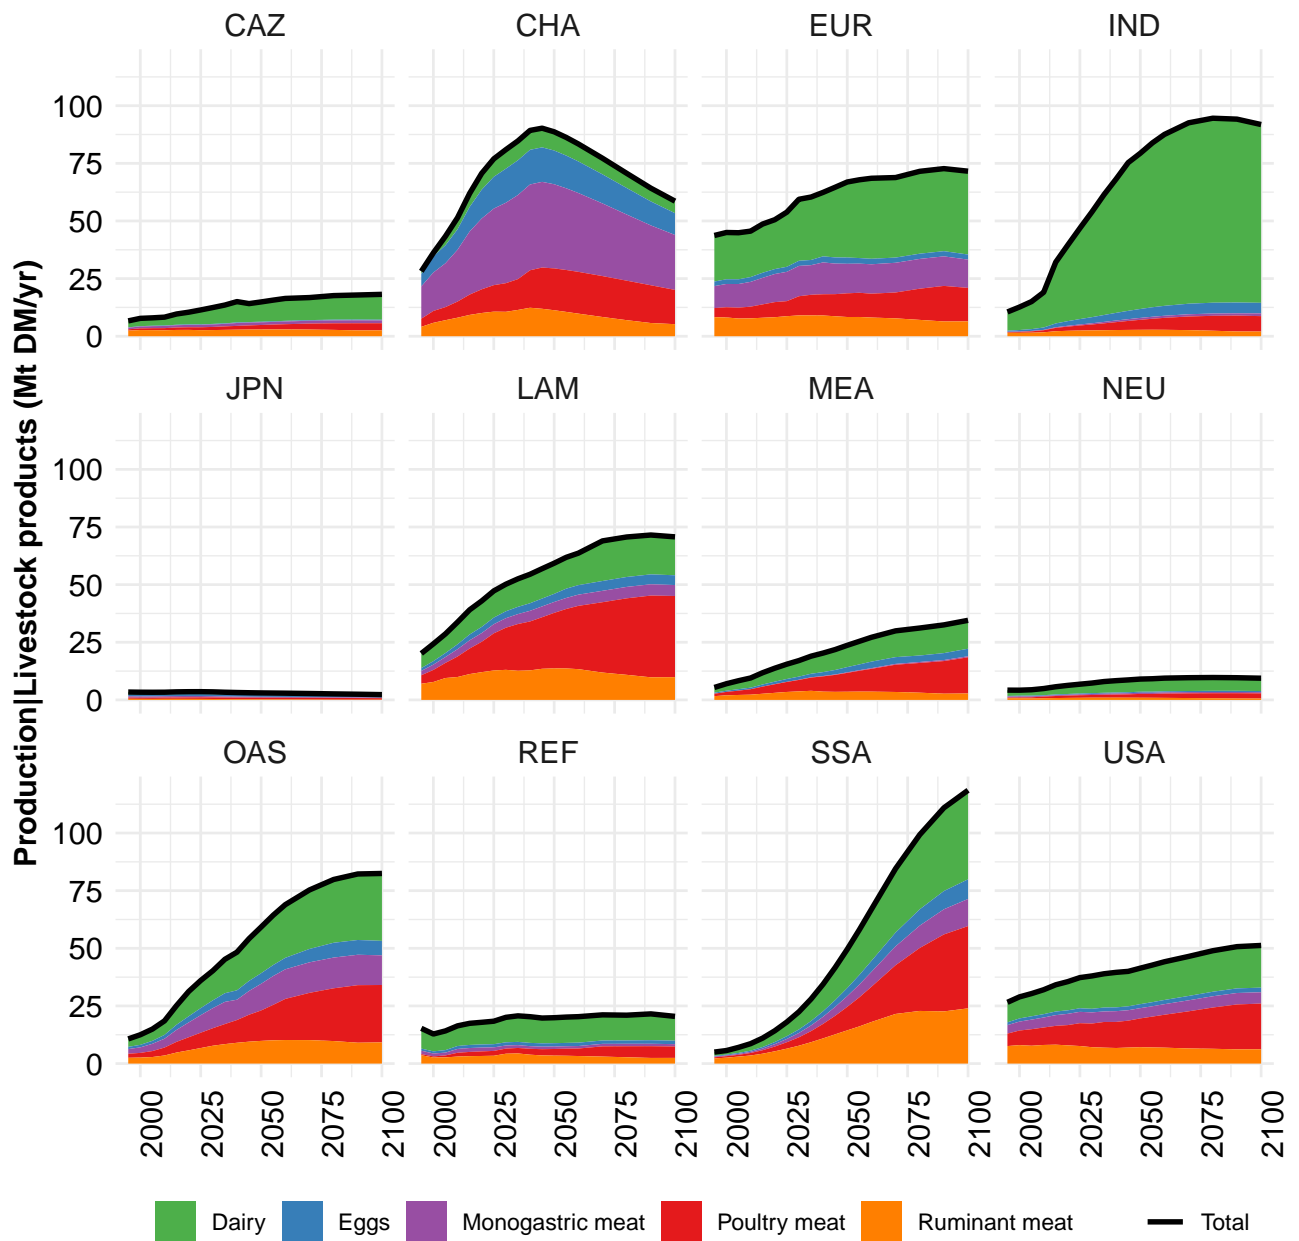 CAZ CHA EUR IND
100
75
50
25
0
JPN LAM MEA NEU
100
75
50
25
0
OAS REF SSA USA
100
75
50
25
0
Production|Livestock products (Mt DM/yr)
2000 2025 2050 2075 2100 2000 2025 2050 2075 2100 2000 2025 2050 2075 2100 2000 2025 2050 2075 2100
Dairy Eggs Monogastric meat Poultry meat Ruminant meat Total